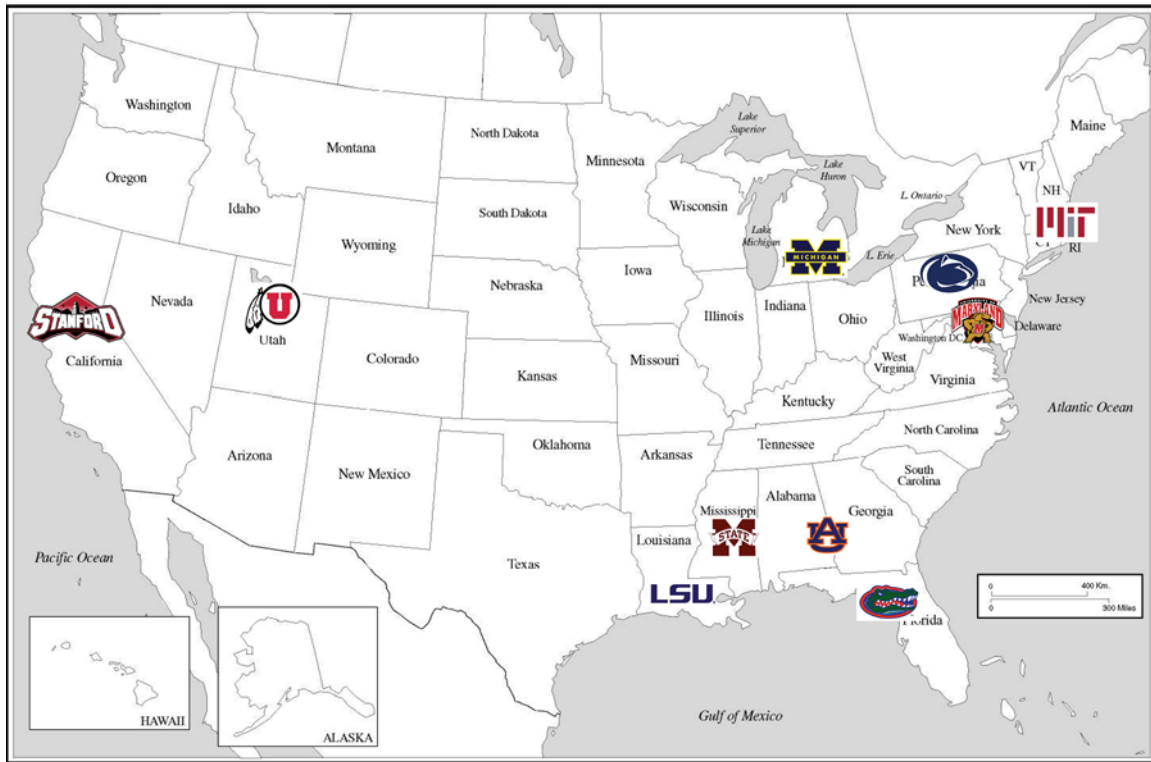 Washington
Oregon
Idaho
Montana
North Dakota
South Dakota
Minnesota
Wisconsin
Lake
Superior
Lake
Huron
Lake
Michigan
L. Ontario
L. Erie
Maine
VT
NH
MIT
RI
New York
Wyoming
Nebraska
Iowa
Nevada
U
Utah
STANFORD
California
Colorado
Kansas
Missouri
Illinois
Indiana
M
MICHIGAN
Ohio
New Jersey
MARYLAND
M
Delaware
Washington DC
West
Virginia
Virginia
Kentucky
Tennessee
North Carolina
South
Carolina
Arizona
New Mexico
Oklahoma
Arkansas
Texas
Louisiana
Mississippi
M
STATE
Alabama
AU
Georgia
LSU
Florida
Pacific Ocean
Atlantic Ocean
Gulf of Mexico
0 400 Km.
0 300 Miles
HAWAII
ALASKA